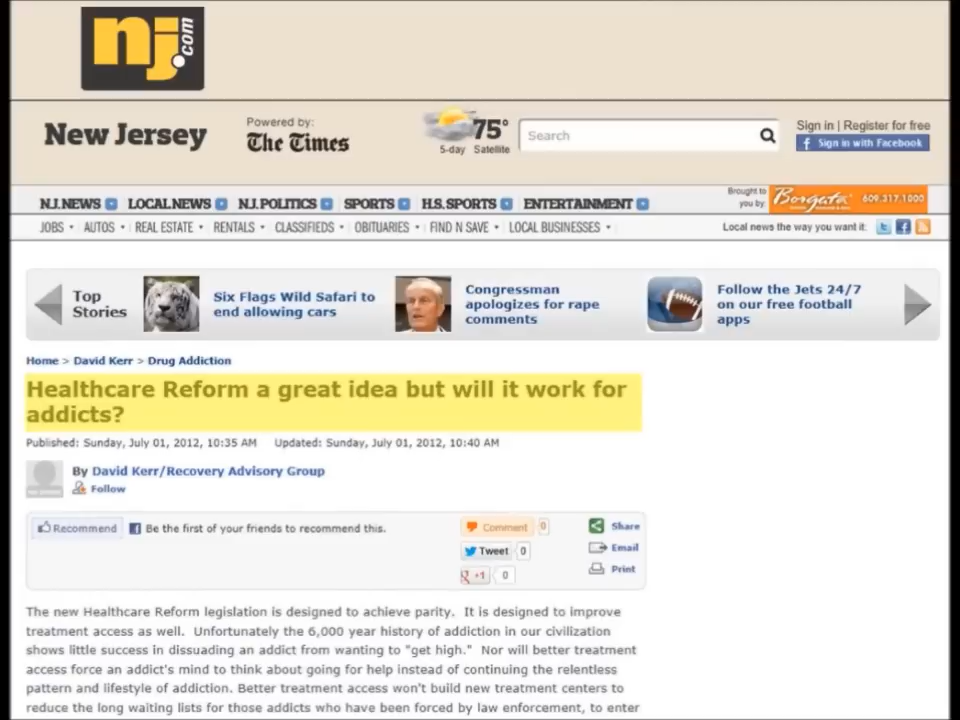 nj.com
New Jersey
Powered by:
The Times
75°
5-day Satellite
Search
Sign in | Register for free
f Sign in with Facebook
N.J. NEWS LOCAL NEWS N.J. POLITICS SPORTS H.S. SPORTS ENTERTAINMENT
Brought to you by:
Borgata 609.317.1000
JOBS AUTOS REAL ESTATE RENTALS CLASSIFIEDS OBITUARIES FIND N SAVE LOCAL BUSINESSES
Local news the way you want it:
Top Stories
Six Flags Wild Safari to
end allowing cars
Congressman
apologizes for rape
comments
Follow the Jets 24/7
on our free football
apps
Home > David Kerr > Drug Addiction
Healthcare Reform a great idea but will it work for
addicts?
Published: Sunday, July 01, 2012, 10:35 AM Updated: Sunday, July 01, 2012, 10:40 AM
By David Kerr/Recovery Advisory Group
Follow
Recommend Be the first of your friends to recommend this.
Comment 0
Tweet 0
+1 0
Share
Email
Print
The new Healthcare Reform legislation is designed to achieve parity. It is designed to improve
treatment access as well. Unfortunately the 6,000 year history of addiction in our civilization
shows little success in dissuading an addict from wanting to "get high." Nor will better treatment
access force an addict's mind to think about going for help instead of continuing the relentless
pattern and lifestyle of addiction. Better treatment access won't build new treatment centers to
reduce the long waiting lists for those addicts who have been forced by law enforcement, to enter